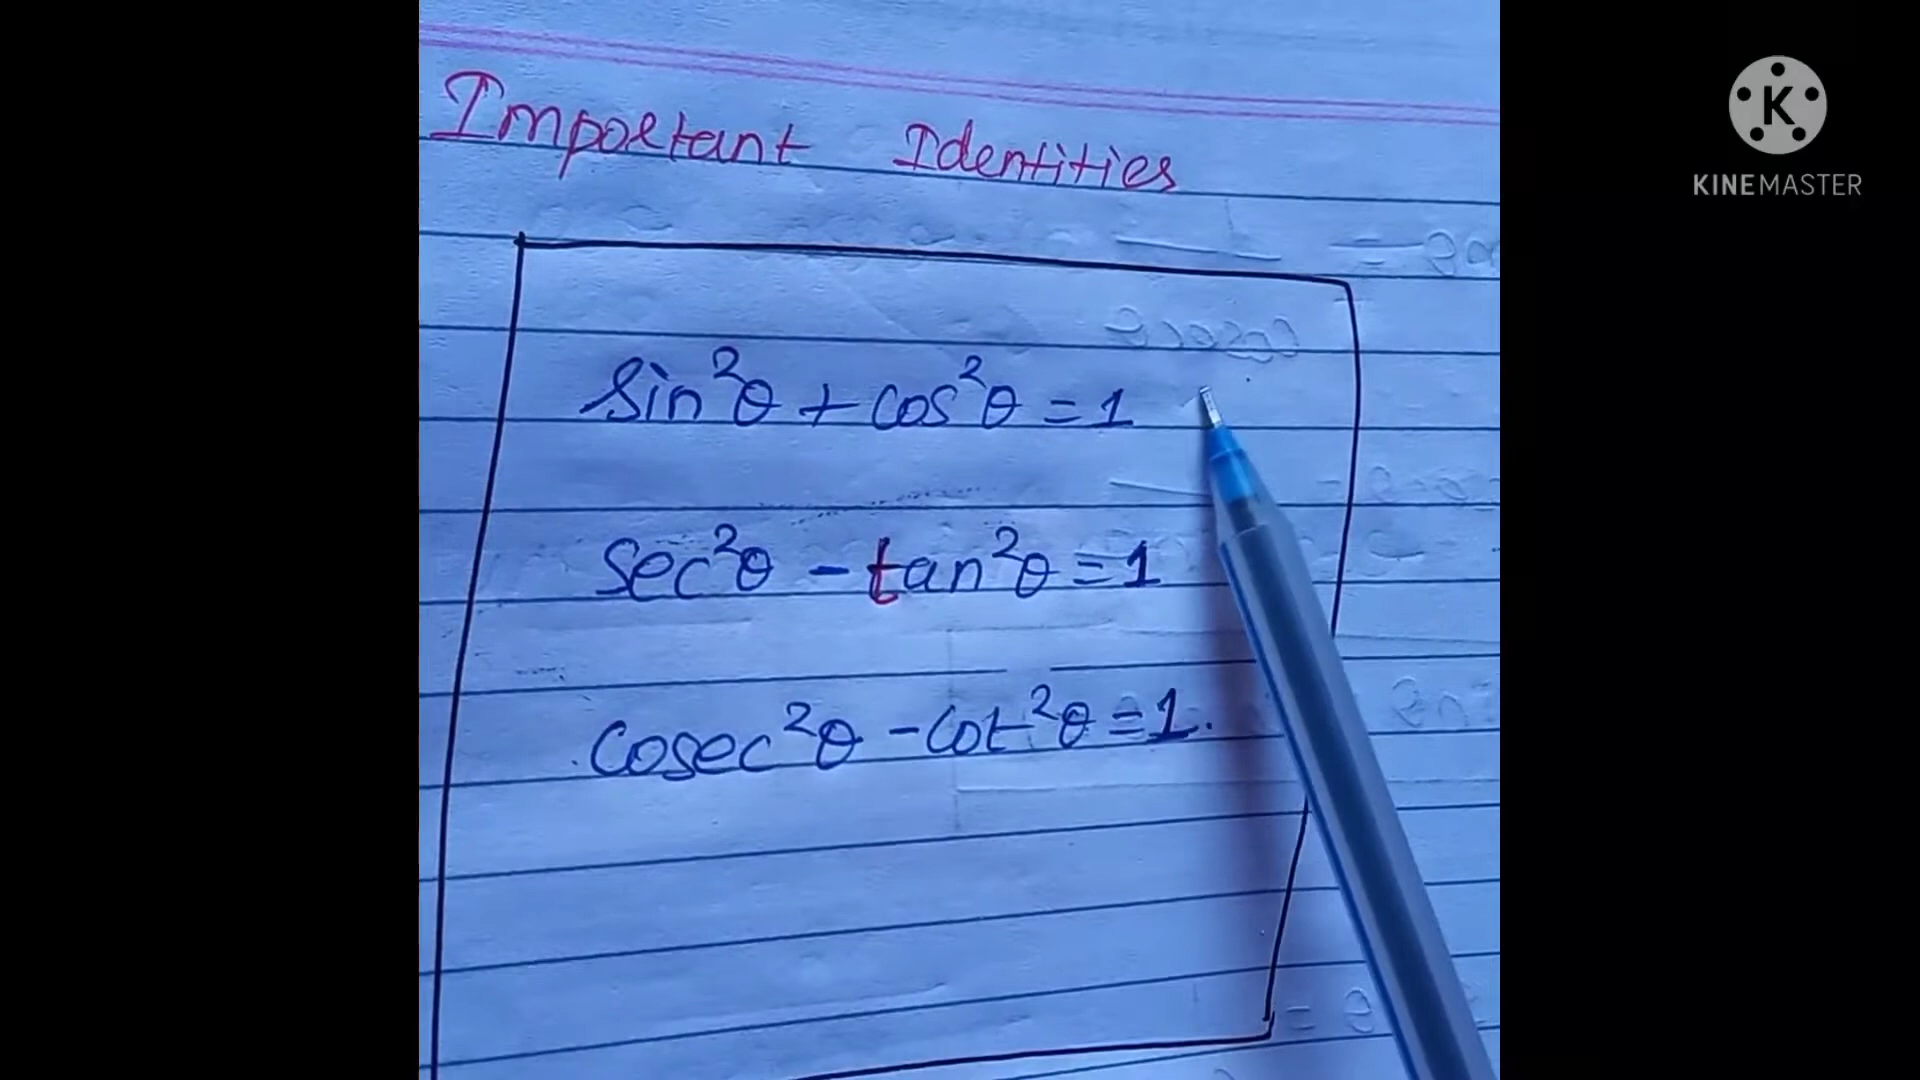 Important Identities
sin²θ + cos²θ = 1
sec²θ - tan²θ = 1
cosec²θ - cot²θ = 1.
K
KINEMASTER